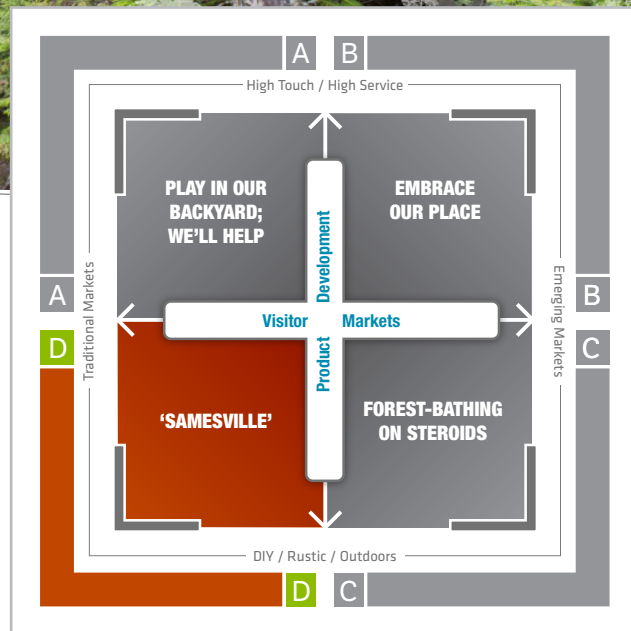 A B
High Touch / High Service
PLAY IN OUR
BACKYARD;
WE'LL HELP
EMBRACE
OUR PLACE
Development
Traditional Markets
Emerging Markets
A
B
Visitor Markets
D
C
Product
'SAMESVILLE'
FOREST-BATHING
ON STEROIDS
DIY / Rustic / Outdoors
D C